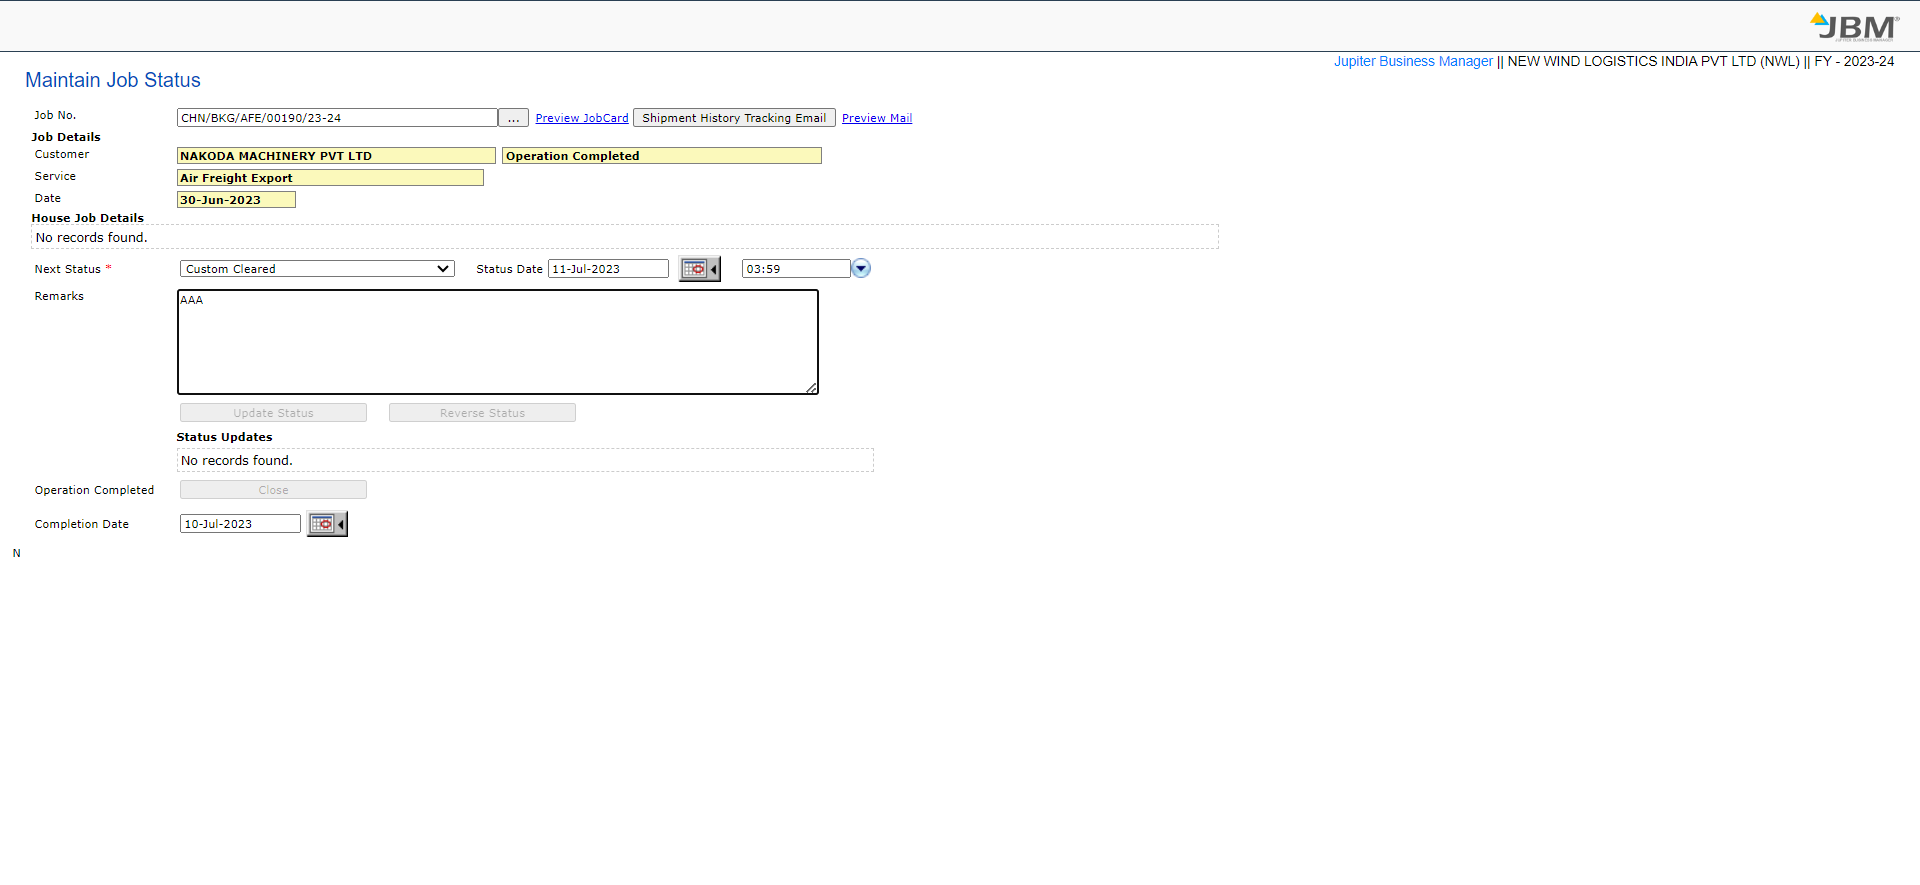 JBM
Jupiter Business Manager || NEW WIND LOGISTICS INDIA PVT LTD (NWL) || FY - 2023-24
Maintain Job Status
Job No. CHN/BKG/AFE/00190/23-24 ... Preview JobCard Shipment History Tracking Email Preview Mail
Job Details
Customer NAKODA MACHINERY PVT LTD Operation Completed
Service Air Freight Export
Date 30-Jun-2023
House Job Details
No records found.
Next Status * Custom Cleared Status Date 11-Jul-2023 03:59
Remarks AAA
Update Status Reverse Status
Status Updates
No records found.
Operation Completed Close
Completion Date 10-Jul-2023
N